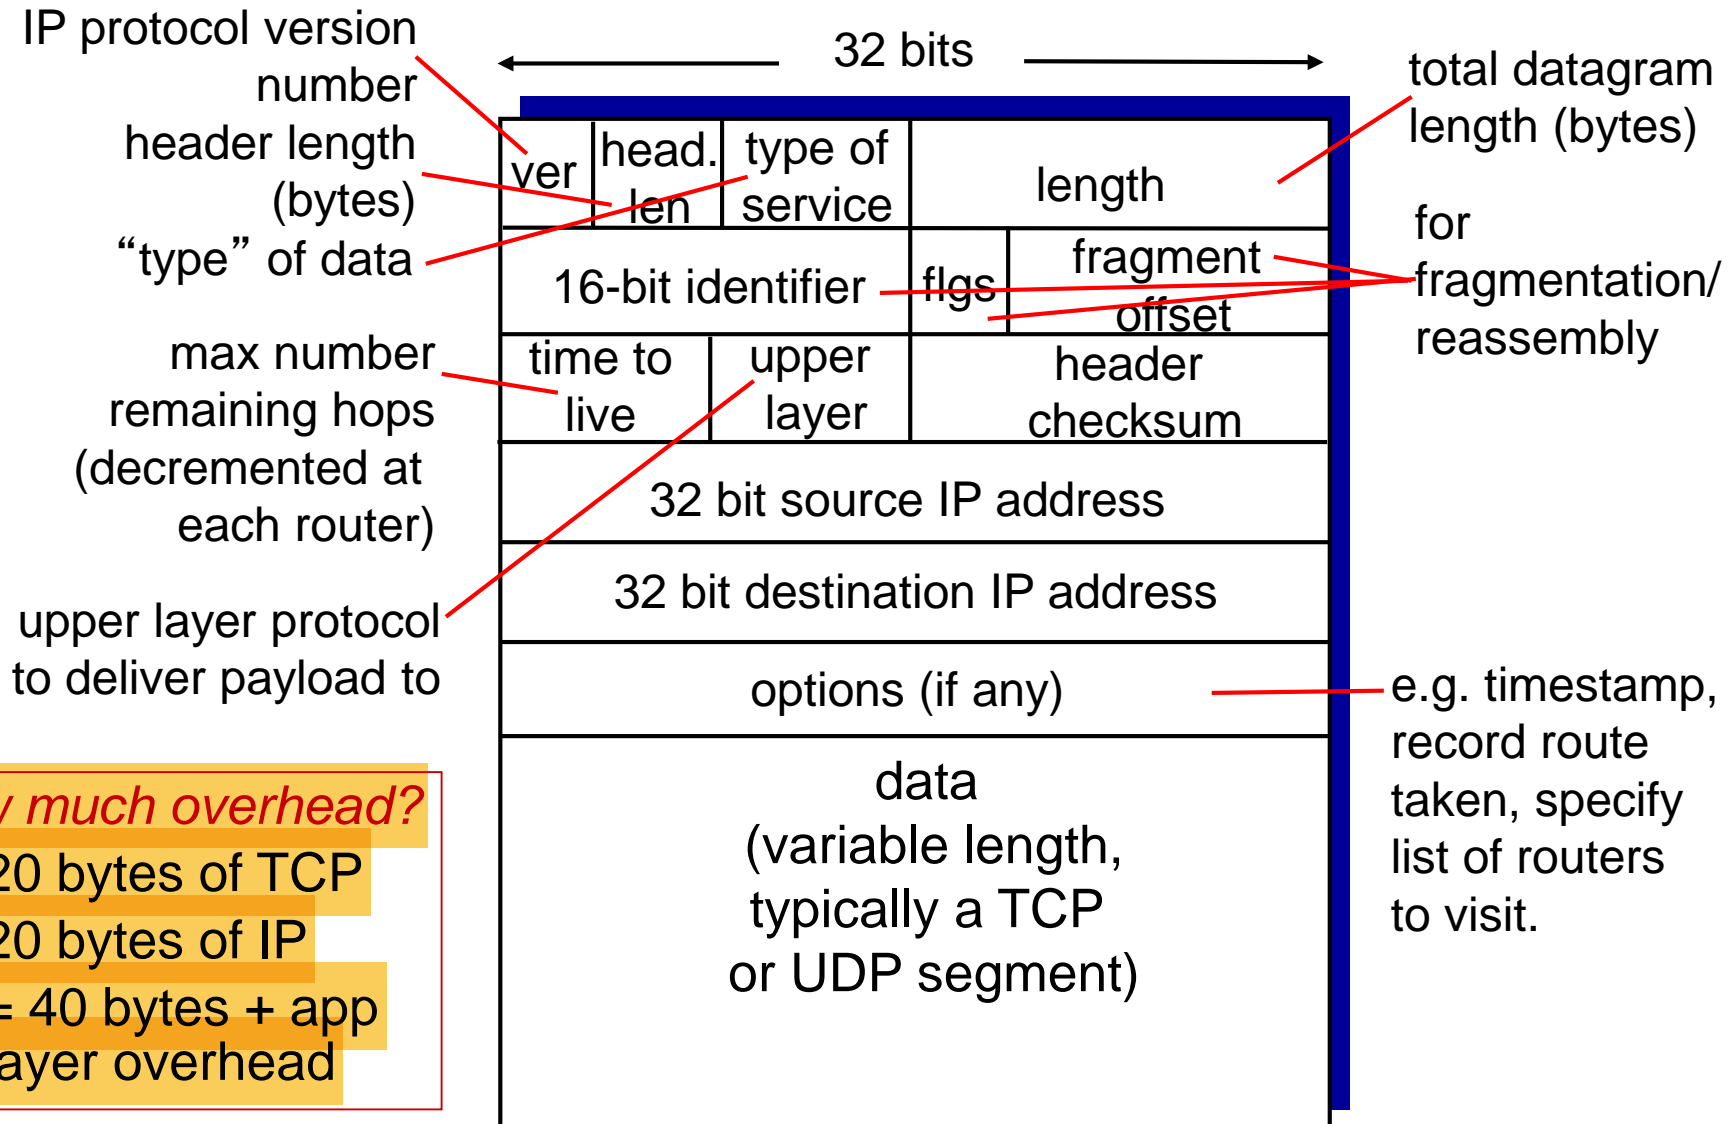 IP protocol version
number
header length
(bytes)
“type” of data
max number
remaining hops
(decremented at
each router)
upper layer protocol
to deliver payload to
much overhead?
20 bytes of TCP
20 bytes of IP
= 40 bytes + app
overhead
32 bits
ver
head.
len
type of
service
length
16-bit identifier
flgs
fragment
offset
time to
live
upper
layer
header
checksum
32 bit source IP address
32 bit destination IP address
options (if any)
data
(variable length,
typically a TCP
or UDP segment)
total datagram
length (bytes)
for
fragmentation/
reassembly
e.g. timestamp,
record route
taken, specify
list of routers
to visit.